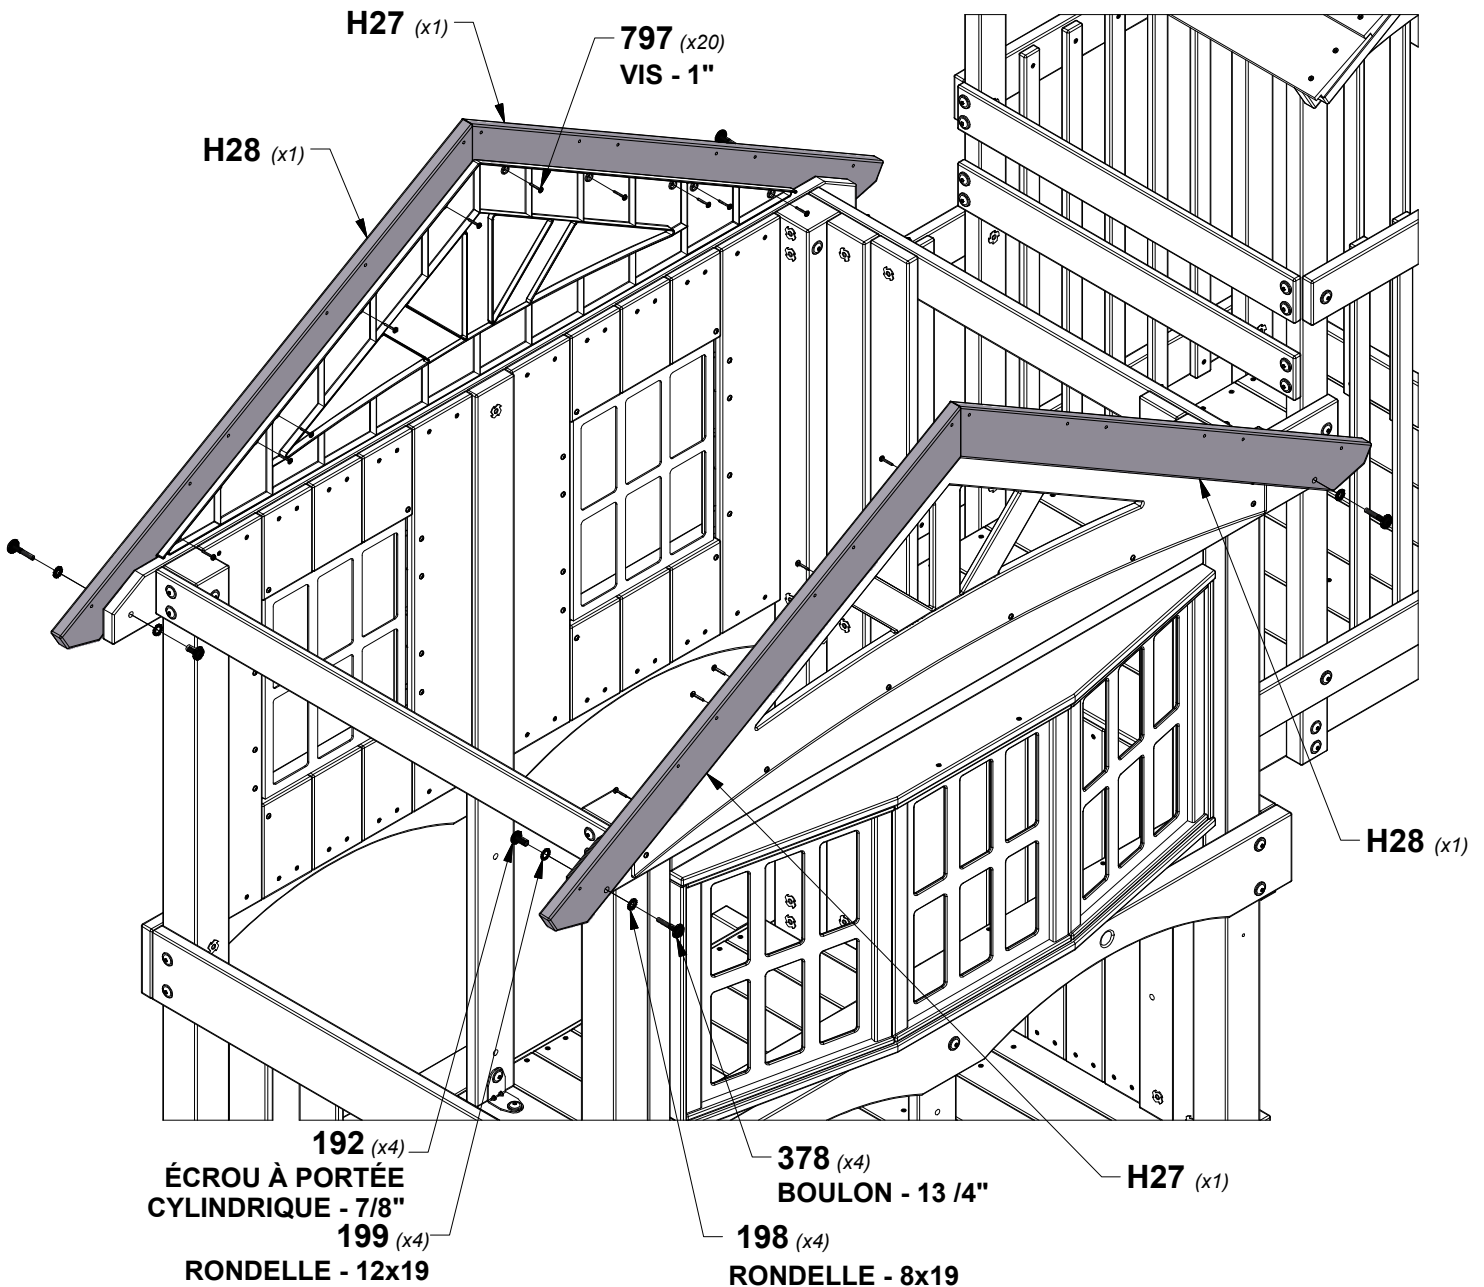 H27 (x1)
797 (x20)
VIS - 1"
H28 (x1)
H28 (x1)
192 (x4)
ÉCROU À PORTÉE
CYLINDRIQUE - 7/8"
199 (x4)
RONDELLE - 12x19
378 (x4)
BOULON - 13 /4"
198 (x4)
RONDELLE - 8x19
H27 (x1)